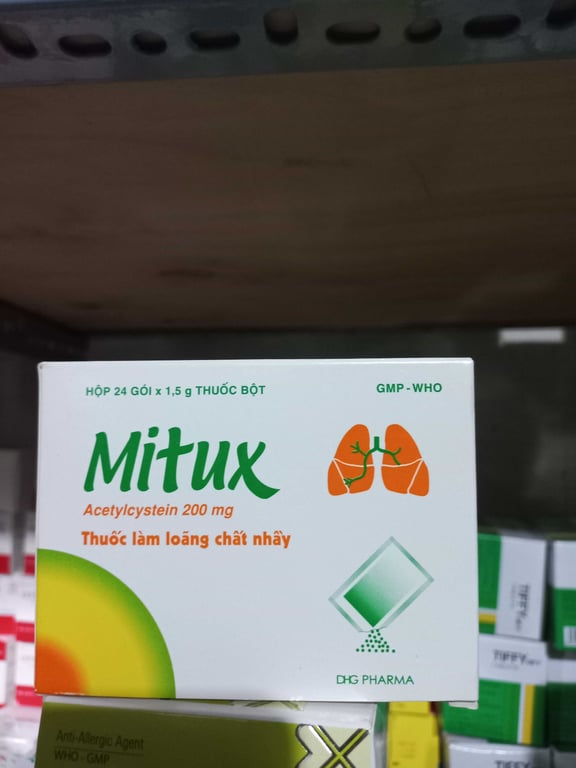 HỘP 24 GÓI x 1,5 g THUỐC BỘT
GMP - WHO
Mitux
Acetylcystein 200 mg
Thuốc làm loãng chất nhầy
DHG PHARMA
Anti-Allergic Agent
WHO - GMP
TIFFY
TIFFY